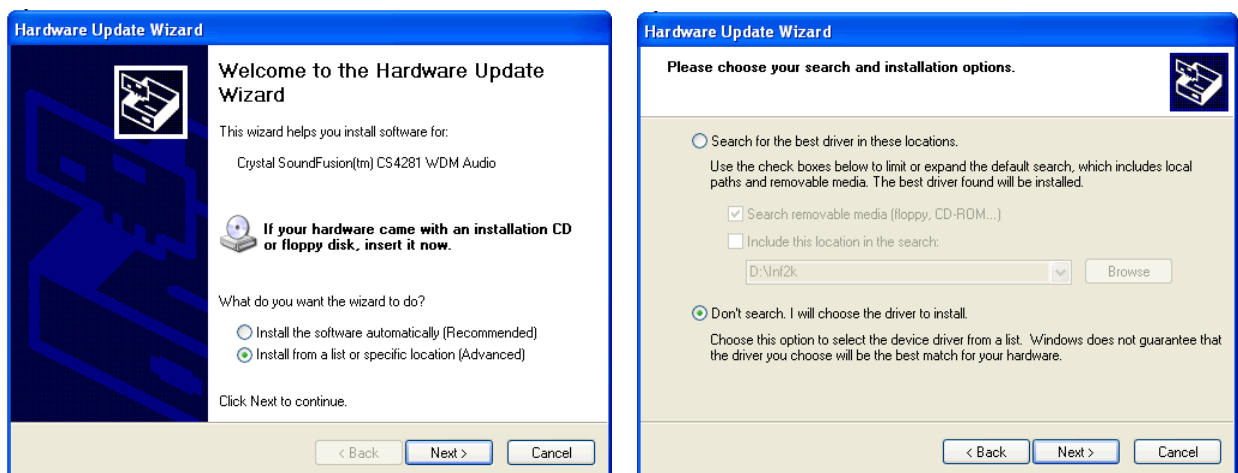 Hardware Update Wizard
Welcome to the Hardware Update
Wizard
This wizard helps you install software for:
Crystal SoundFusion(tm) CS4281 WDM Audio
If your hardware came with an installation CD
or floppy disk, insert it now.
What do you want the wizard to do?
Install the software automatically (Recommended)
Install from a list or specific location (Advanced)
Click Next to continue.
< Back
Next >
Cancel
Hardware Update Wizard
Please choose your search and installation options.
Search for the best driver in these locations.
Use the check boxes below to limit or expand the default search, which includes local
paths and removable media. The best driver found will be installed.
Search removable media (floppy, CD-ROM...)
Include this location in the search:
D:\Inf2k
Browse
Don't search. I will choose the driver to install.
Choose this option to select the device driver from a list. Windows does not guarantee that
the driver you choose will be the best match for your hardware.
< Back
Next >
Cancel